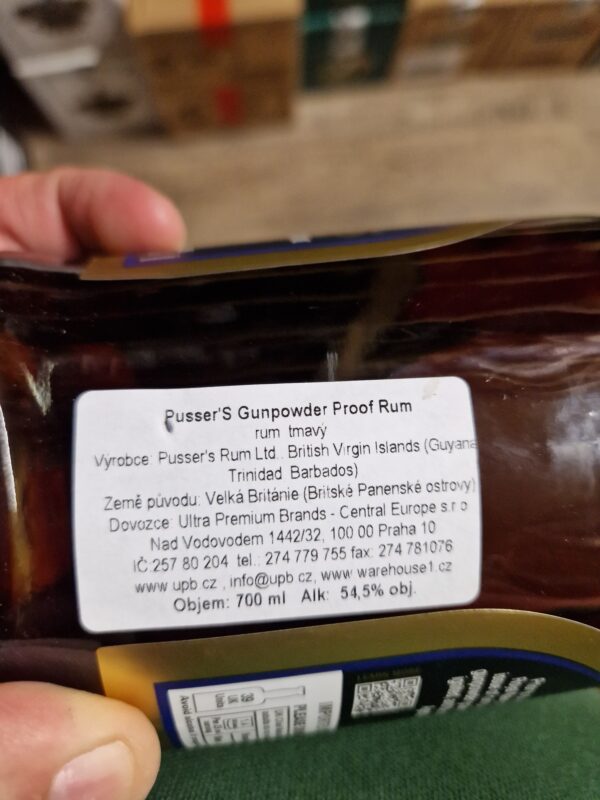 Pusser'S Gunpowder Proof Rum
rum tmavý
Výrobce: Pusser's Rum Ltd., British Virgin Islands (Guyana
Trinidad Barbados)
Země původu: Velká Británie (Britské Panenské ostrovy)
Dovozce: Ultra Premium Brands - Central Europe s.r.o
Nad Vodovodem 1442/32, 100 00 Praha 10
IČ:257 80 204 tel.: 274 779 755 fax: 274 781076
www.upb.cz , info@upb.cz, www.warehouse1.cz
Objem: 700 ml Alk: 54,5% obj.
LEARN MORE